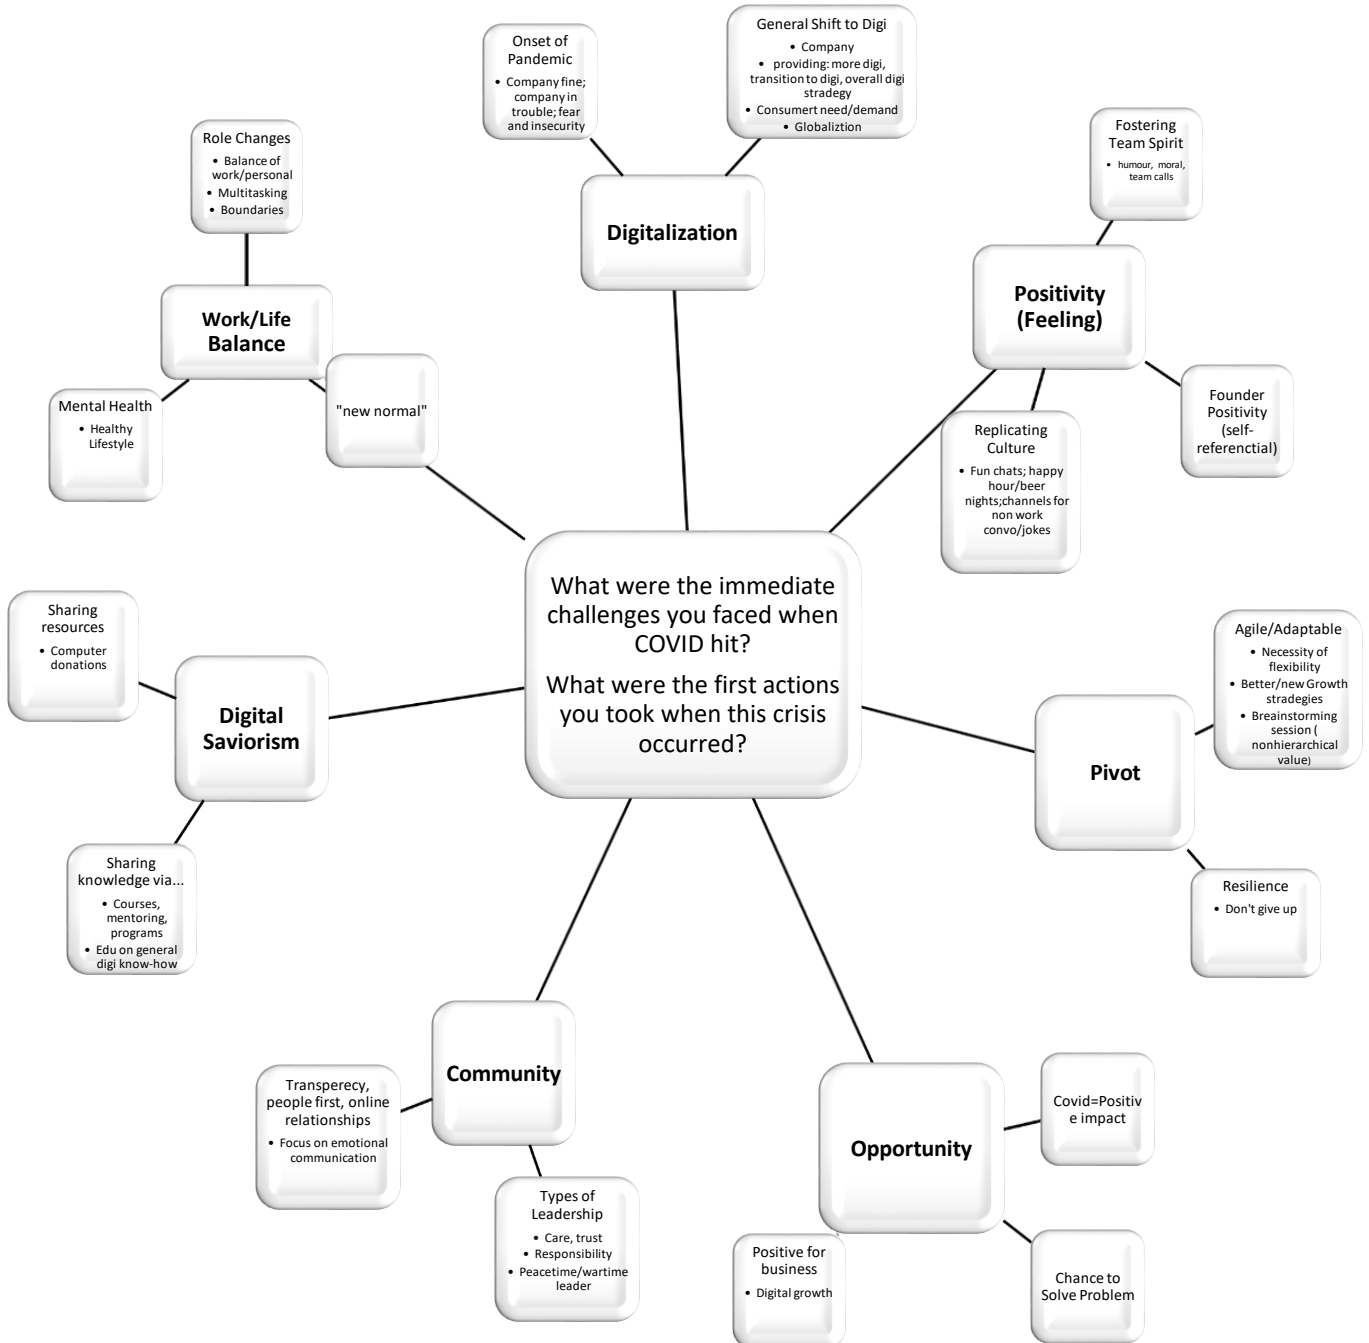 Onset of
Pandemic
• Company fine;
company in
trouble; fear
and insecurity
General Shift to Digi
• Company
• providing: more digi,
transition to digi, overall digi
stradegy
• Consumert need/demand
• Globaliztion
Digitalization
Fostering
Team Spirit
• humour, moral,
team calls
Positivity
(Feeling)
Founder
Positivity
(self-
referenctial)
Replicating
Culture
• Fun chats; happy
hour/beer
nights;channels for
non work
convo/jokes
Role Changes
• Balance of
work/personal
• Multitasking
• Boundaries
Work/Life
Balance
Mental Health
• Healthy
Lifestyle
"new normal"
What were the immediate
challenges you faced when
COVID hit?
What were the first actions
you took when this crisis
occurred?
Sharing
resources
• Computer
donations
Digital
Saviorism
Sharing
knowledge via...
• Courses,
mentoring,
programs
• Edu on general
digi know-how
Agile/Adaptable
• Necessity of
flexibility
• Better/new Growth
stradegies
• Breainstorming
session (
nonhierarchical
value)
Pivot
Resilience
• Don't give up
Community
Transperecy,
people first, online
relationships
• Focus on emotional
communication
Types of
Leadership
• Care, trust
• Responsibility
• Peacetime/wartime
leader
Opportunity
Covid=Positiv
e impact
Positive for
business
• Digital growth
Chance to
Solve Problem